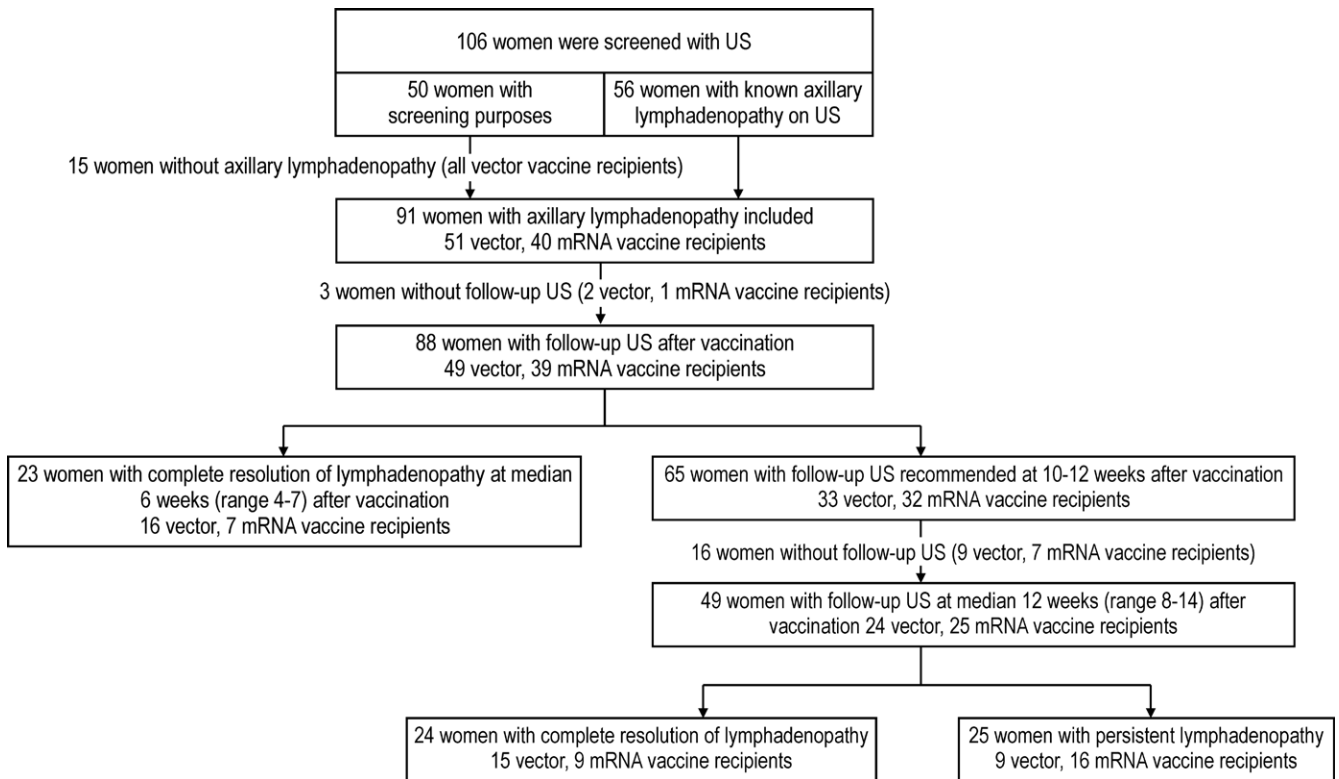 106 women were screened with US
50 women with
screening purposes
56 women with known axillary
lymphadenopathy on US
15 women without axillary lymphadenopathy (all vector vaccine recipients)
91 women with axillary lymphadenopathy included
51 vector, 40 mRNA vaccine recipients
3 women without follow-up US (2 vector, 1 mRNA vaccine recipients)
88 women with follow-up US after vaccination
49 vector, 39 mRNA vaccine recipients
23 women with complete resolution of lymphadenopathy at median
6 weeks (range 4-7) after vaccination
16 vector, 7 mRNA vaccine recipients
65 women with follow-up US recommended at 10-12 weeks after vaccination
33 vector, 32 mRNA vaccine recipients
16 women without follow-up US (9 vector, 7 mRNA vaccine recipients)
49 women with follow-up US at median 12 weeks (range 8-14) after
vaccination 24 vector, 25 mRNA vaccine recipients
24 women with complete resolution of lymphadenopathy
15 vector, 9 mRNA vaccine recipients
25 women with persistent lymphadenopathy
9 vector, 16 mRNA vaccine recipients